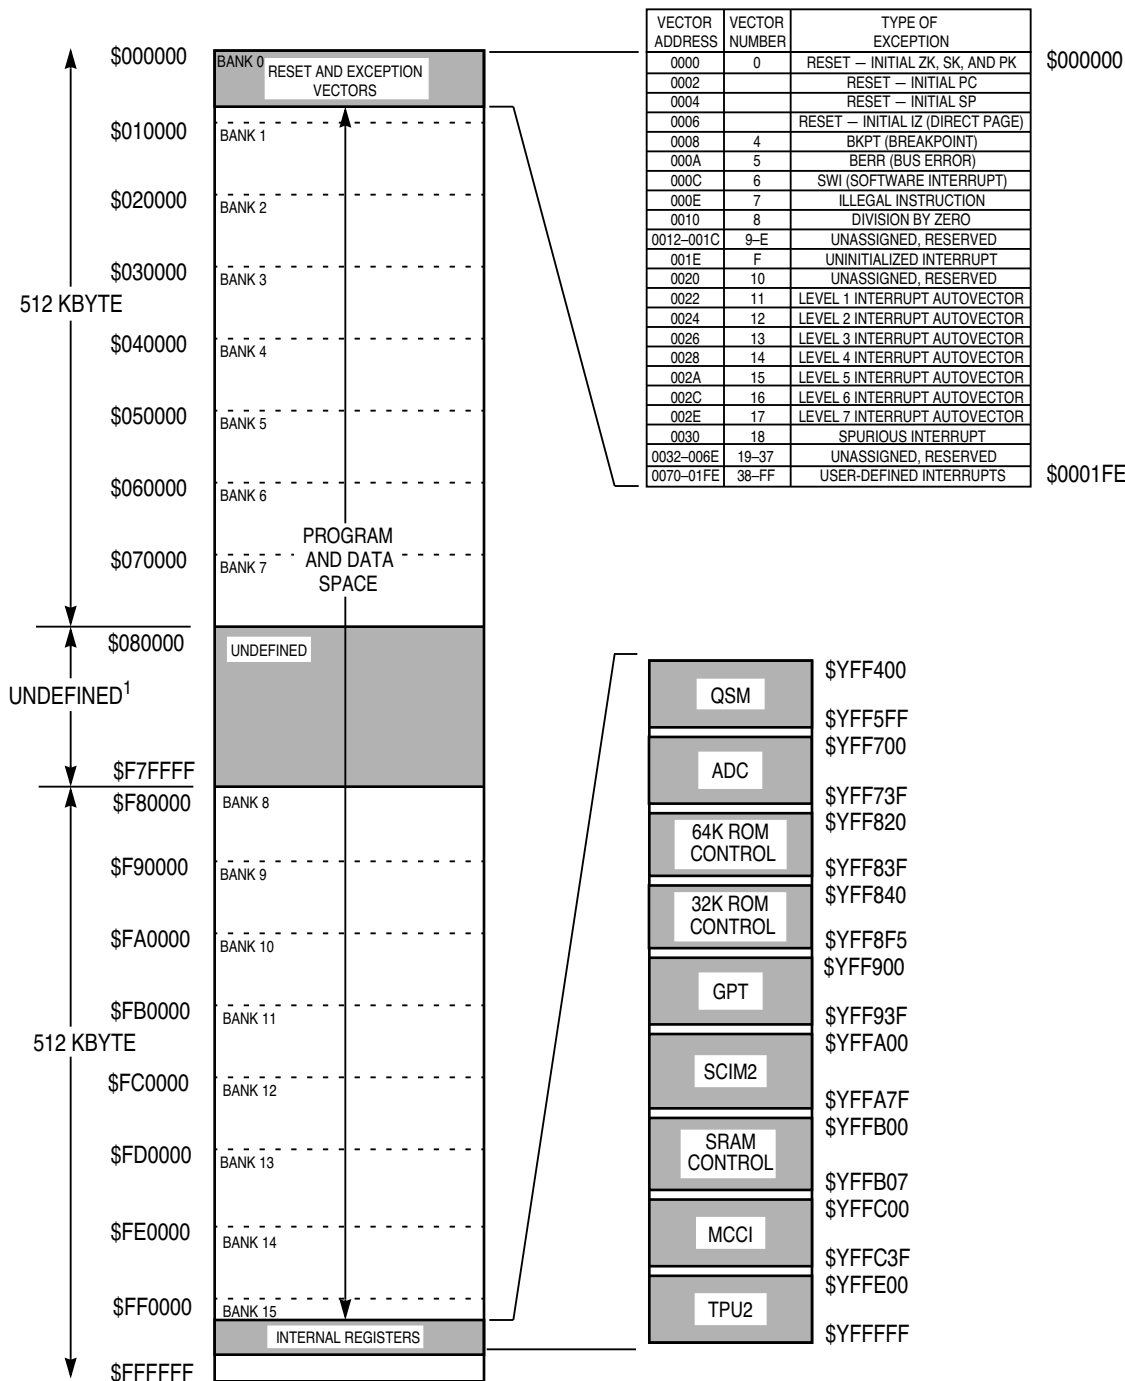 VECTOR ADDRESS VECTOR NUMBER TYPE OF EXCEPTION
0000 0 RESET — INITIAL ZK, SK, AND PK
0002 RESET — INITIAL PC
0004 RESET — INITIAL SP
0006 RESET — INITIAL IZ (DIRECT PAGE)
0008 4 BKPT (BREAKPOINT)
000A 5 BERR (BUS ERROR)
000C 6 SWI (SOFTWARE INTERRUPT)
000E 7 ILLEGAL INSTRUCTION
0010 8 DIVISION BY ZERO
0012–001C 9–E UNASSIGNED, RESERVED
001E F UNINITIALIZED INTERRUPT
0020 10 UNASSIGNED, RESERVED
0022 11 LEVEL 1 INTERRUPT AUTOVECTOR
0024 12 LEVEL 2 INTERRUPT AUTOVECTOR
0026 13 LEVEL 3 INTERRUPT AUTOVECTOR
0028 14 LEVEL 4 INTERRUPT AUTOVECTOR
002A 15 LEVEL 5 INTERRUPT AUTOVECTOR
002C 16 LEVEL 6 INTERRUPT AUTOVECTOR
002E 17 LEVEL 7 INTERRUPT AUTOVECTOR
0030 18 SPURIOUS INTERRUPT
0032–006E 19–37 UNASSIGNED, RESERVED
0070–01FE 38–FF USER-DEFINED INTERRUPTS
$000000
$0001FE
512 KBYTE
$000000
BANK 0
RESET AND EXCEPTION
VECTORS
$010000
BANK 1
$020000
BANK 2
$030000
BANK 3
$040000
BANK 4
$050000
BANK 5
$060000
BANK 6
PROGRAM
AND DATA
SPACE
$070000
BANK 7
$080000
UNDEFINED
UNDEFINED1
$F7FFFF
$F80000
BANK 8
$F90000
BANK 9
$FA0000
BANK 10
$FB0000
BANK 11
512 KBYTE
$FC0000
BANK 12
$FD0000
BANK 13
$FE0000
BANK 14
$FF0000
BANK 15
INTERNAL REGISTERS
$FFFFFF
$YFF400
QSM
$YFF5FF
$YFF700
ADC
$YFF73F
$YFF820
64K ROM
CONTROL
$YFF83F
$YFF840
32K ROM
CONTROL
$YFF8F5
$YFF900
GPT
$YFF93F
$YFFA00
SCIM2
$YFFA7F
$YFFB00
SRAM
CONTROL
$YFFB07
$YFFC00
MCCI
$YFFC3F
$YFFE00
TPU2
$YFFFFF